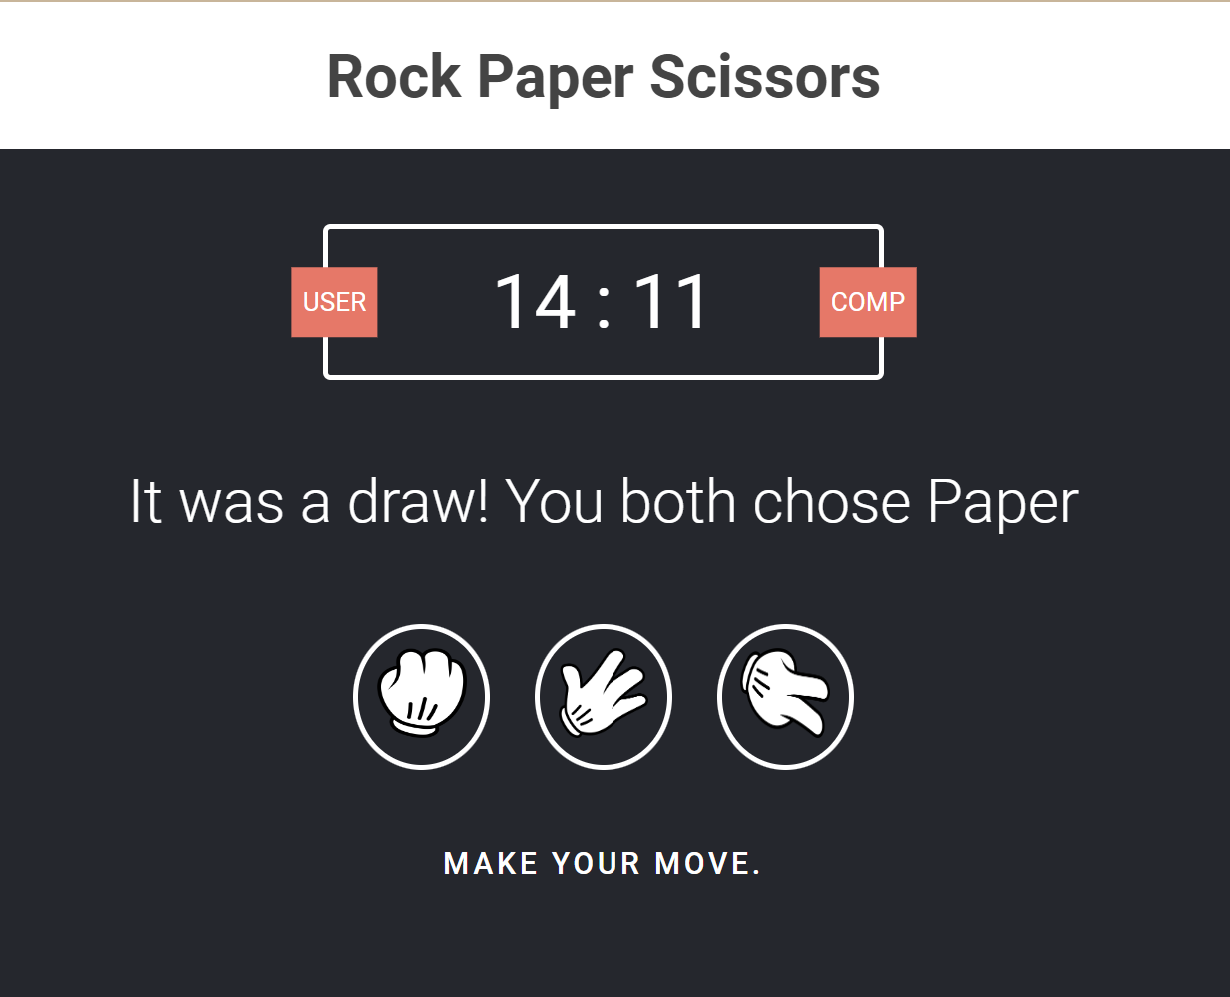 Rock Paper Scissors
USER 14 : 11 COMP
It was a draw! You both chose Paper
MAKE YOUR MOVE.